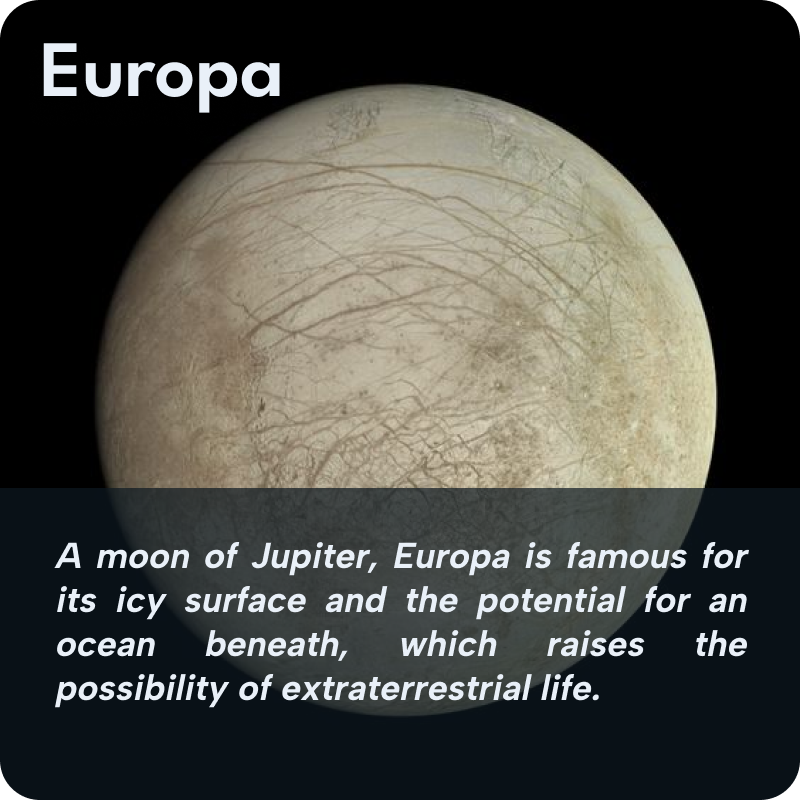 Europa
A moon of Jupiter, Europa is famous for
its icy surface and the potential for an
ocean beneath, which raises the
possibility of extraterrestrial life.